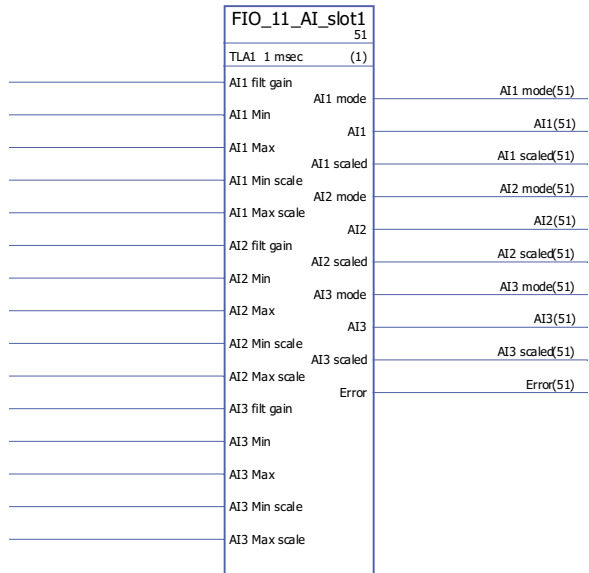 FIO_11_AI_slot1
51
TLA1 1 msec (1)
AI1 filt gain
AI1 mode AI1 mode(51)
AI1 Min
AI1 AI1(51)
AI1 Max
AI1 scaled AI1 scaled(51)
AI1 Min scale
AI2 mode AI2 mode(51)
AI1 Max scale
AI2 AI2(51)
AI2 filt gain
AI2 scaled AI2 scaled(51)
AI2 Min
AI3 mode AI3 mode(51)
AI2 Max
AI3 AI3(51)
AI2 Min scale
AI3 scaled AI3 scaled(51)
AI2 Max scale
Error Error(51)
AI3 filt gain
AI3 Min
AI3 Max
AI3 Min scale
AI3 Max scale